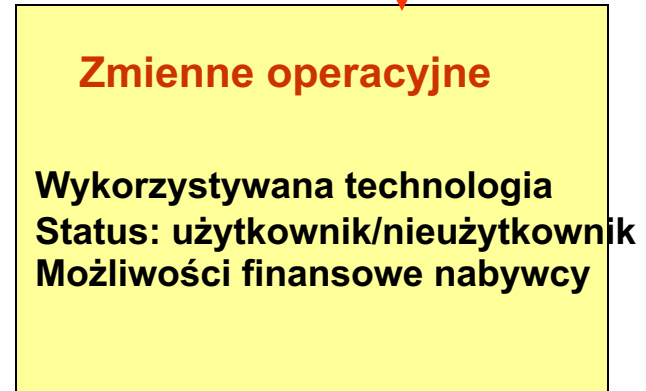 Zmienne operacyjne
Wykorzystywana technologia
Status: użytkownik/nieużytkownik
Możliwości finansowe nabywcy